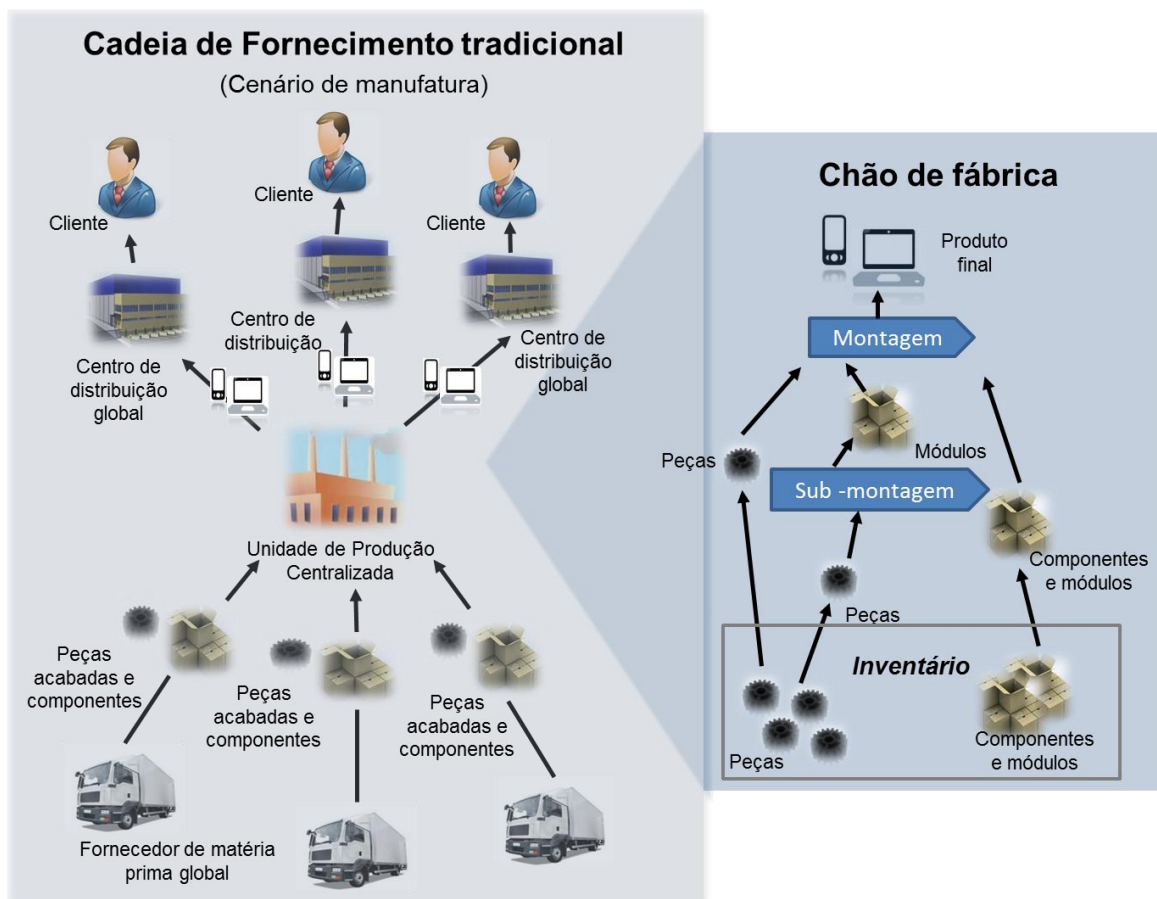 Cadeia de Fornecimento tradicional
(Cenário de manufatura)
Cliente
Cliente
Cliente
Centro de
distribuição
Centro de
distribuição
global
Centro de
distribuição
global
Unidade de Produção
Centralizada
Peças
acabadas e
componentes
Peças
acabadas e
componentes
Peças
acabadas e
componentes
Fornecedor de matéria
prima global
Chão de fábrica
Produto
final
Montagem
Peças
Módulos
Sub -montagem
Componentes
e módulos
Peças
Inventário
Peças
Componentes
e módulos